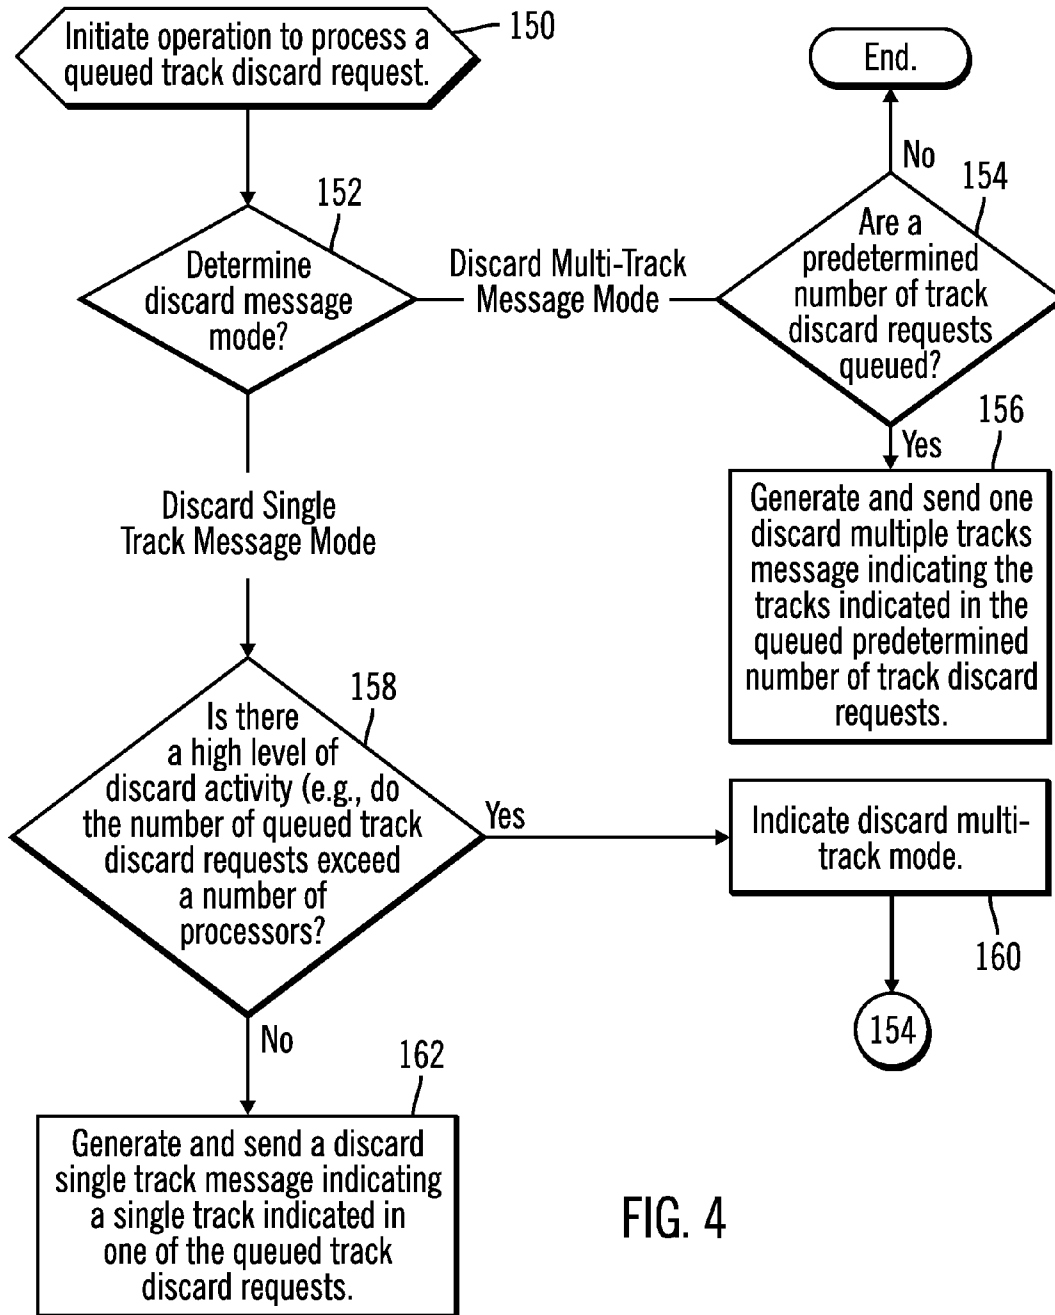 Initiate operation to process a
queued track discard request.
150
End.
No
152
Determine
discard message
mode?
Discard Multi-Track
Message Mode
154
Are a
predetermined
number of track
discard requests
queued?
Yes
156
Generate and send one
discard multiple tracks
message indicating the
tracks indicated in the
queued predetermined
number of track discard
requests.
Discard Single
Track Message Mode
158
Is there
a high level of
discard activity (e.g., do
the number of queued track
discard requests exceed
a number of
processors?
Yes
Indicate discard multi-
track mode.
160
154
No
162
Generate and send a discard
single track message indicating
a single track indicated in
one of the queued track
discard requests.
FIG. 4